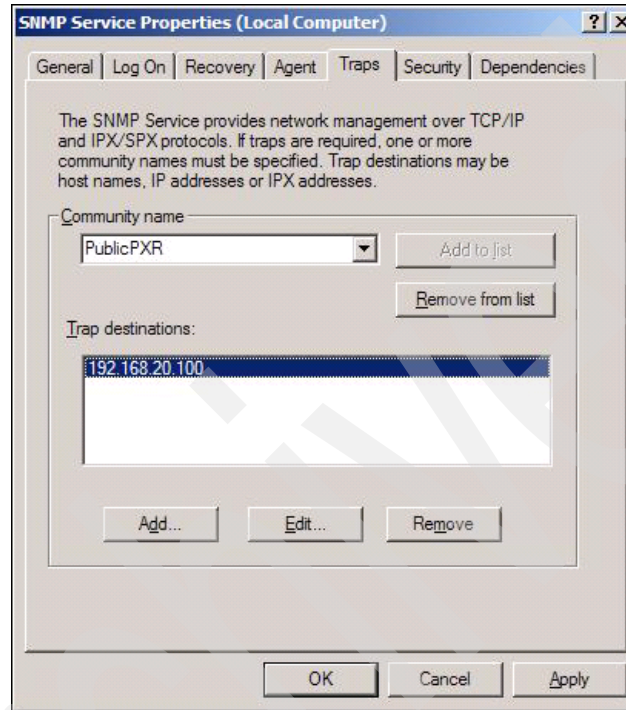 SNMP Service Properties (Local Computer)
General Log On Recovery Agent Traps Security Dependencies
The SNMP Service provides network management over TCP/IP
and IPX/SPX protocols. If traps are required, one or more
community names must be specified. Trap destinations may be
host names, IP addresses or IPX addresses.
Community name
PublicPXR
Add to list
Remove from list
Trap destinations:
192.168.20.100
Add... Edit... Remove
OK Cancel Apply